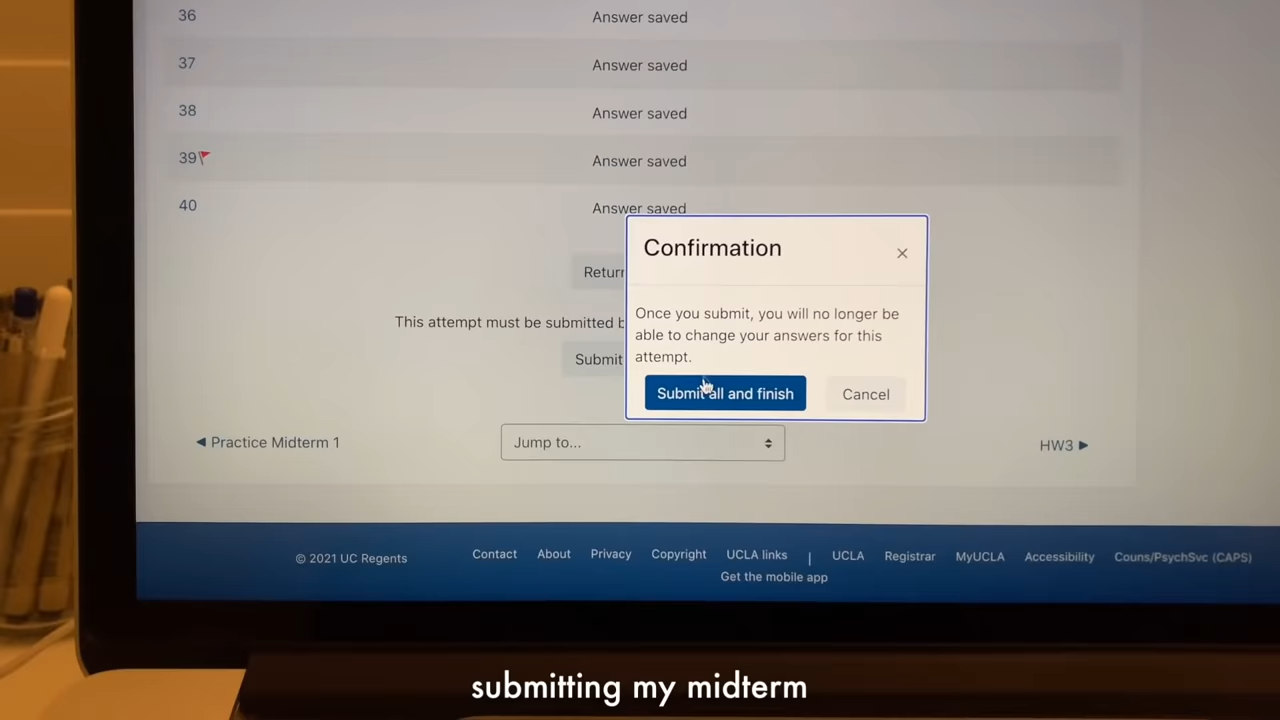 36 Answer saved
37 Answer saved
38 Answer saved
39 Answer saved
40 Answer saved
Confirmation
×
Once you submit, you will no longer be
able to change your answers for this
attempt.
Submit all and finish Cancel
This attempt must be submitted
Submit
◀ Practice Midterm 1 Jump to... HW3 ▶
© 2021 UC Regents
Contact About Privacy Copyright UCLA links | UCLA Registrar MyUCLA Accessibility Couns/PsychSvc (CAPS)
Get the mobile app
submitting my midterm